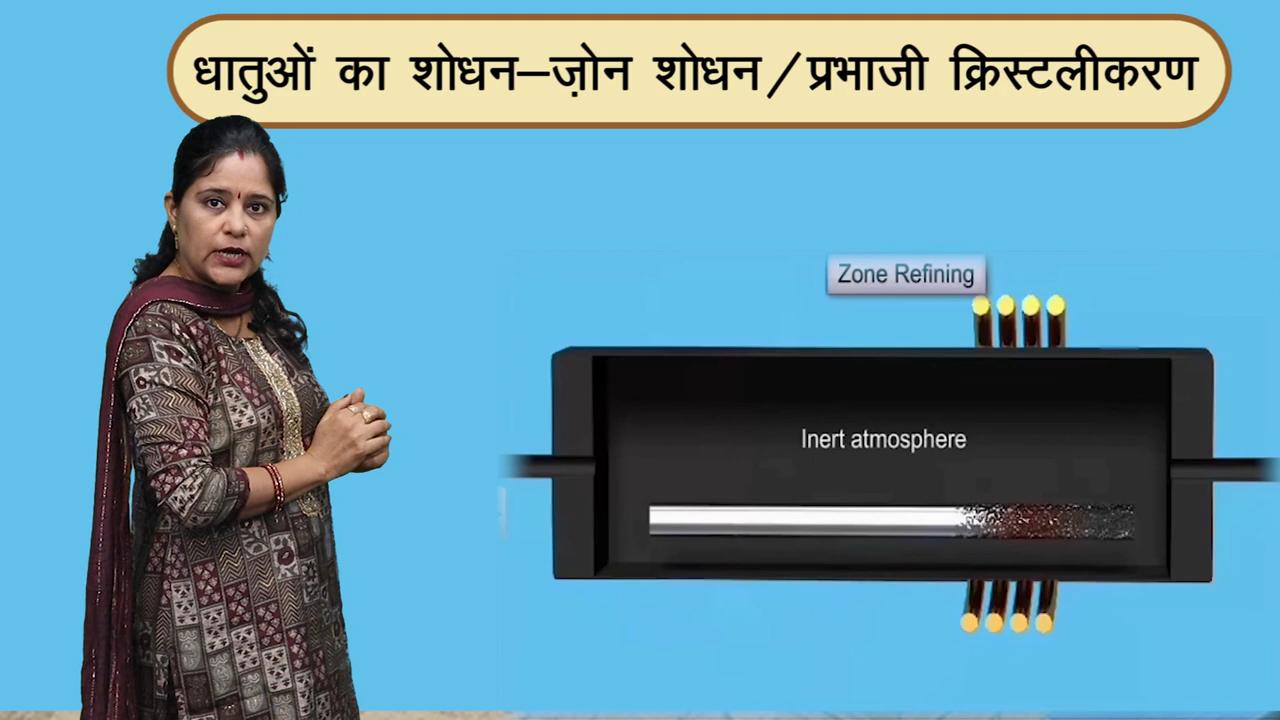 धातुओं का शोधन–ज़ोन शोधन/प्रभाजी क्रिस्टलीकरण
Zone Refining
Inert atmosphere